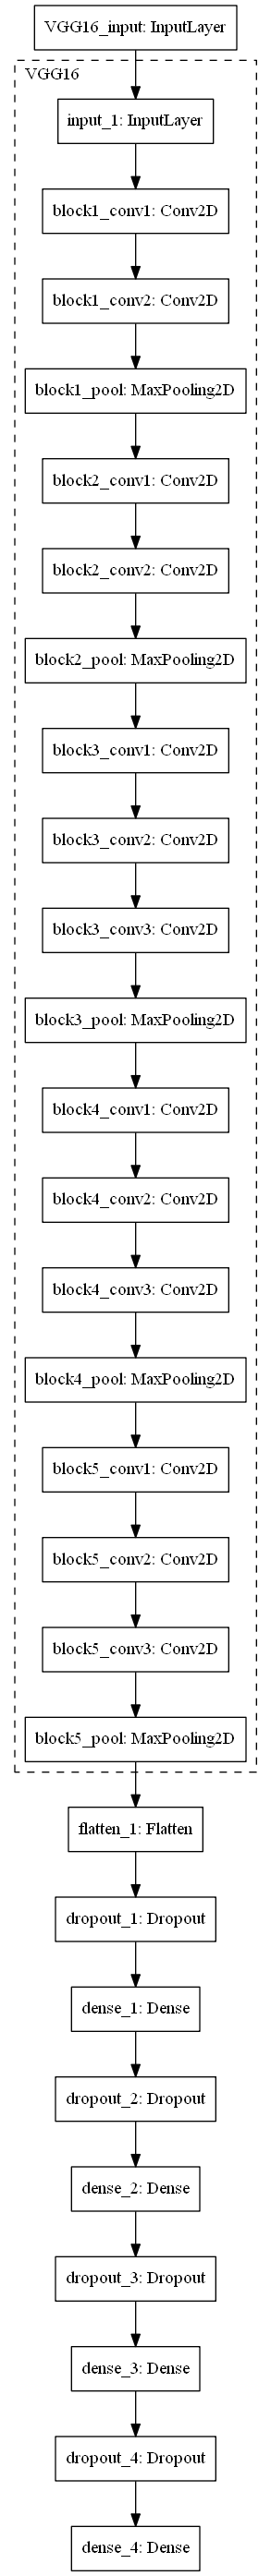 VGG16_input: InputLayer
VGG16
input_1: InputLayer
block1_conv1: Conv2D
block1_conv2: Conv2D
block1_pool: MaxPooling2D
block2_conv1: Conv2D
block2_conv2: Conv2D
block2_pool: MaxPooling2D
block3_conv1: Conv2D
block3_conv2: Conv2D
block3_conv3: Conv2D
block3_pool: MaxPooling2D
block4_conv1: Conv2D
block4_conv2: Conv2D
block4_conv3: Conv2D
block4_pool: MaxPooling2D
block5_conv1: Conv2D
block5_conv2: Conv2D
block5_conv3: Conv2D
block5_pool: MaxPooling2D
flatten_1: Flatten
dropout_1: Dropout
dense_1: Dense
dropout_2: Dropout
dense_2: Dense
dropout_3: Dropout
dense_3: Dense
dropout_4: Dropout
dense_4: Dense